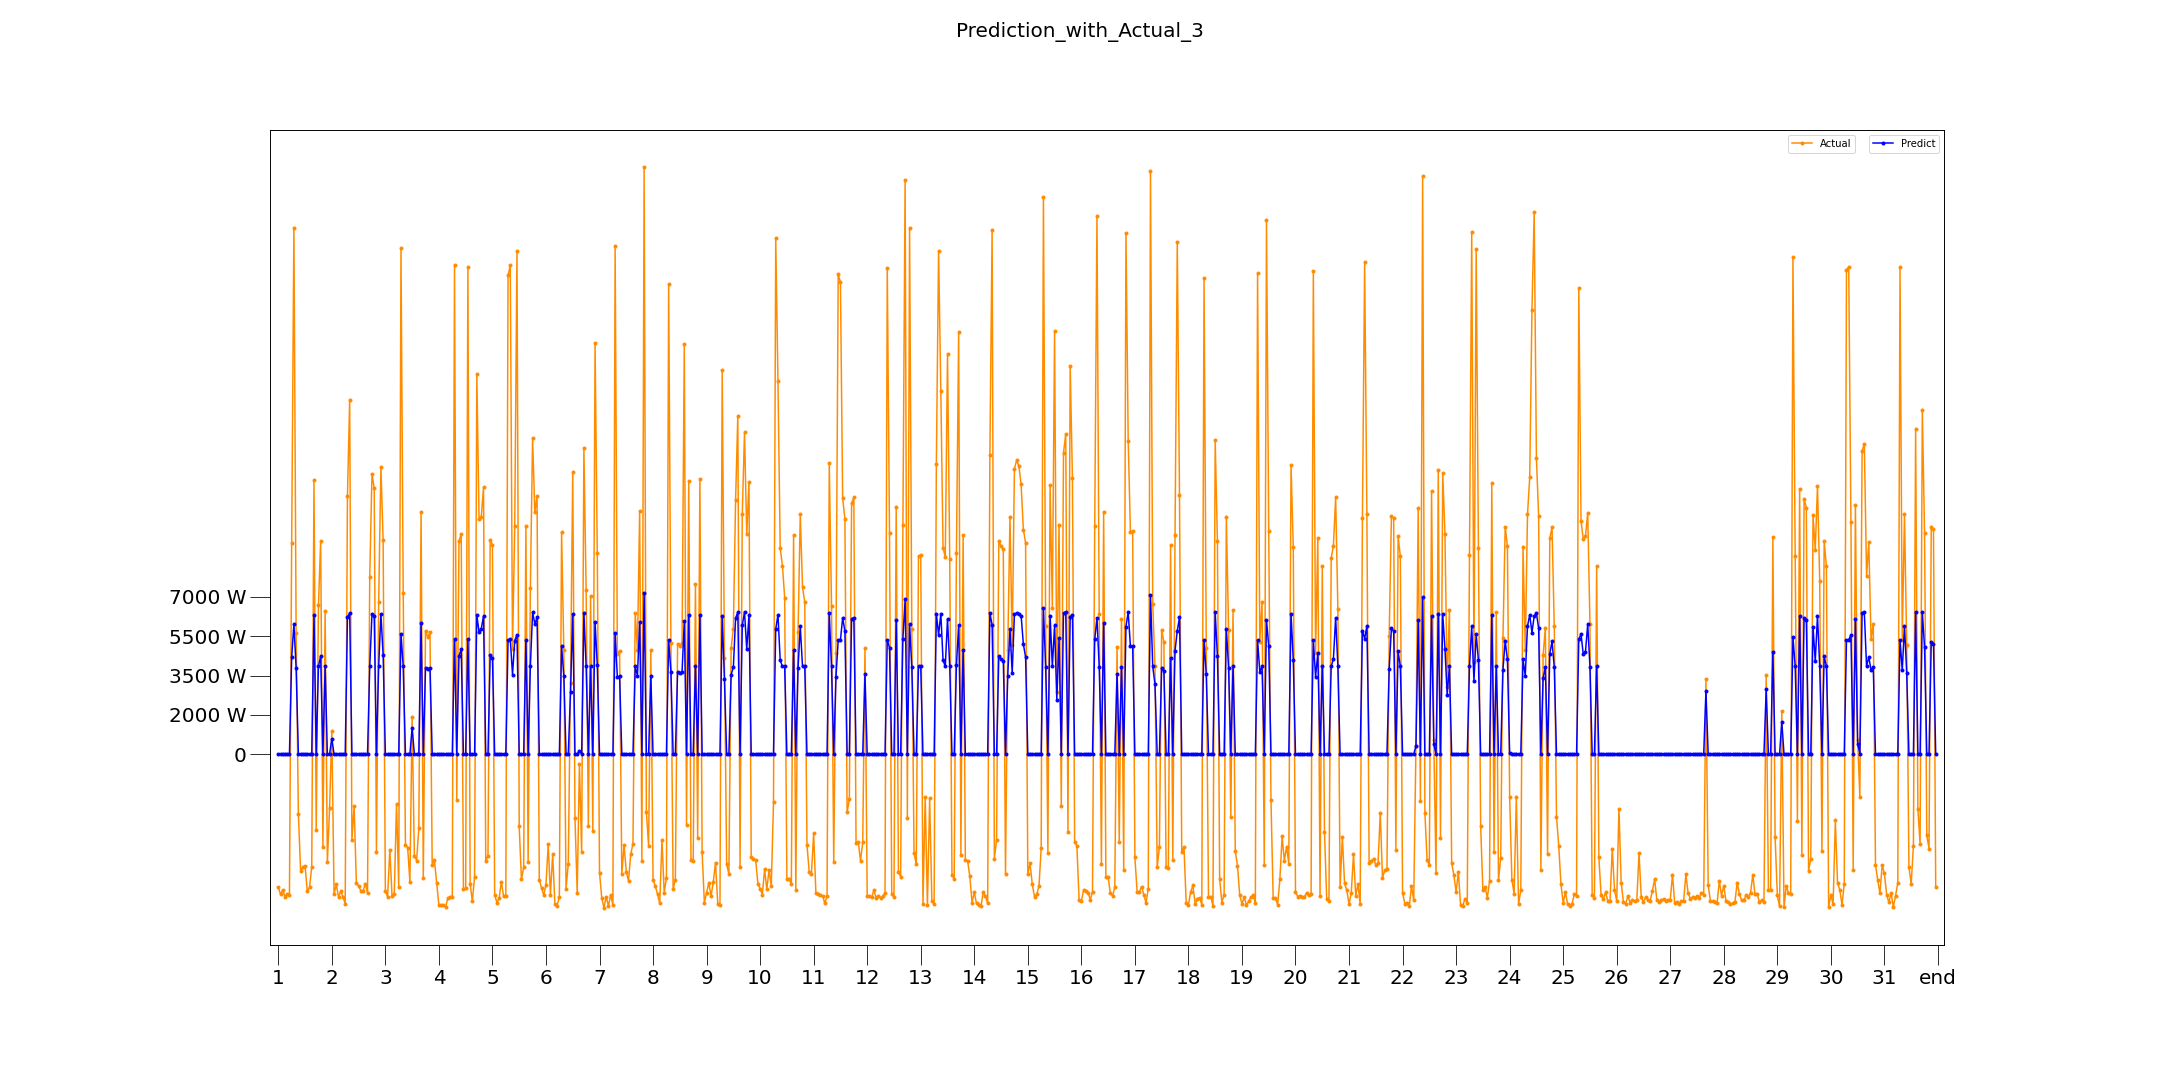 Prediction_with_Actual_3
Actual Predict
7000 W
5500 W
3500 W
2000 W
0
1 2 3 4 5 6 7 8 9 10 11 12 13 14 15 16 17 18 19 20 21 22 23 24 25 26 27 28 29 30 31 end